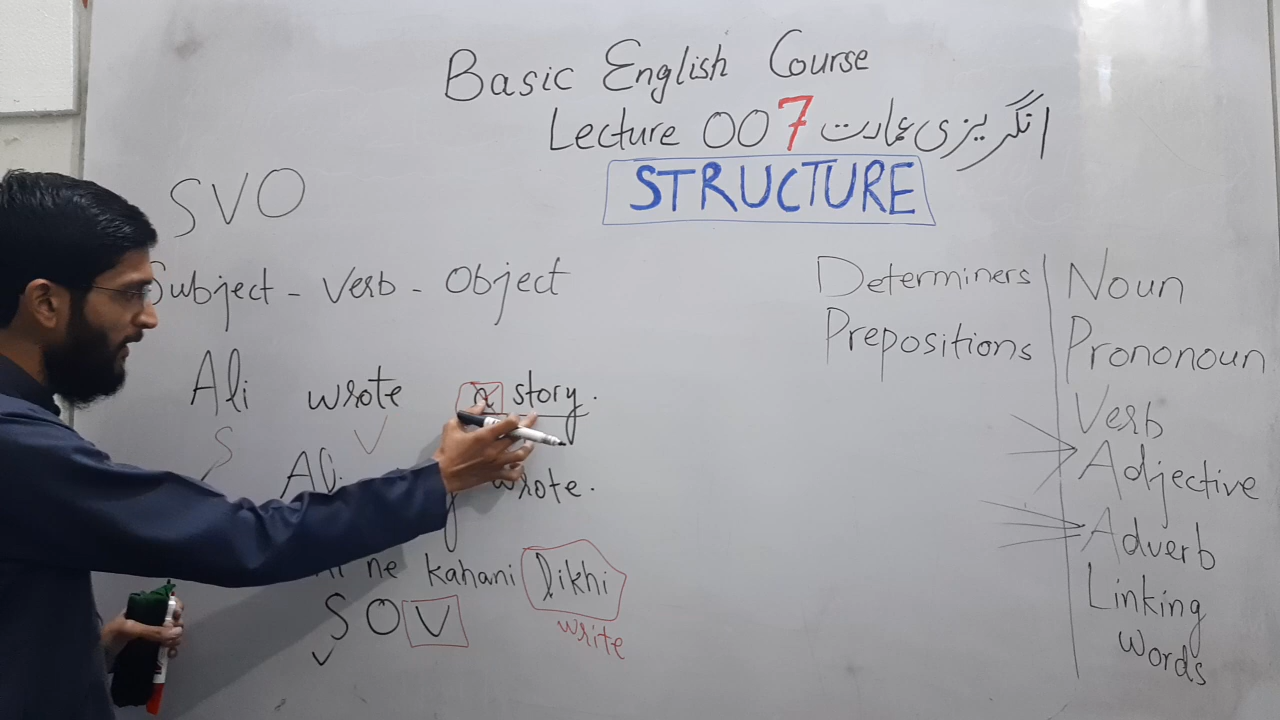 Basic English Course
Lecture 007 انگریزی عمارت
STRUCTURE
SVO
Subject - Verb - Object
Ali wrote a story.
S V
wrote.
ne kahani likhi
SOV
write
Determiners
Prepositions
Noun
Prononoun
Verb
Adjective
Adverb
Linking
words